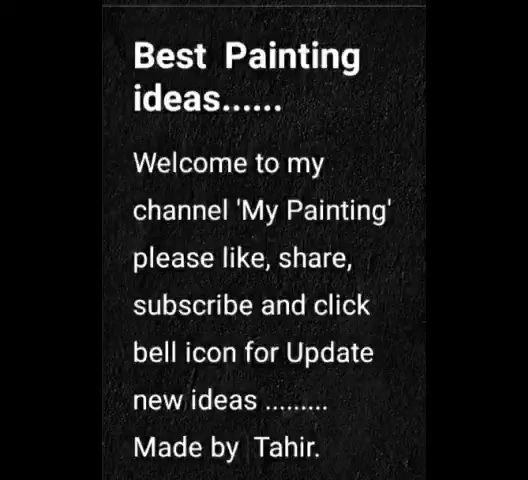 Best  Painting
ideas......
Welcome to my
channel 'My Painting'
please like, share,
subscribe and click
bell icon for Update
new ideas .........
Made by  Tahir.